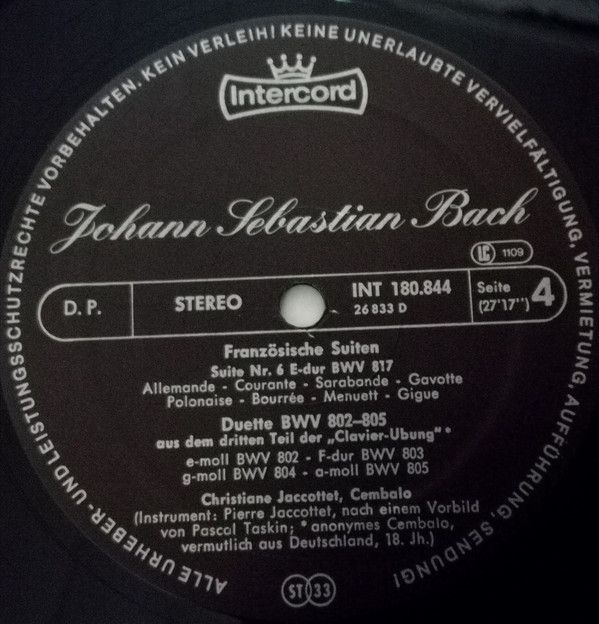 ALLE URHEBER- UND LEISTUNGSSCHUTZRECHTE VORBEHALTEN. KEIN VERLEIH! KEINE UNERLAUBTE VERVIELFÄLTIGUNG, VERMIETUNG, AUFFÜHRUNG, SENDUNG!
Intercord
Johann Sebastian Bach
LC 1109
D. P.
STEREO
INT 180.844
26 833 D
Seite 4
(27'17'')
Französische Suiten
Suite Nr. 6 E-dur BWV 817
Allemande - Courante - Sarabande - Gavotte
Polonaise - Bourrée - Menuett - Gigue
Duette BWV 802–805
aus dem dritten Teil der „Clavier-Ubung"*
e-moll BWV 802 - F-dur BWV 803
g-moll BWV 804 - a-moll BWV 805
Christiane Jaccottet, Cembalo
(Instrument: Pierre Jaccottet, nach einem Vorbild
von Pascal Taskin; *anonymes Cembalo,
vermutlich aus Deutschland, 18. Jh.)
ST 33